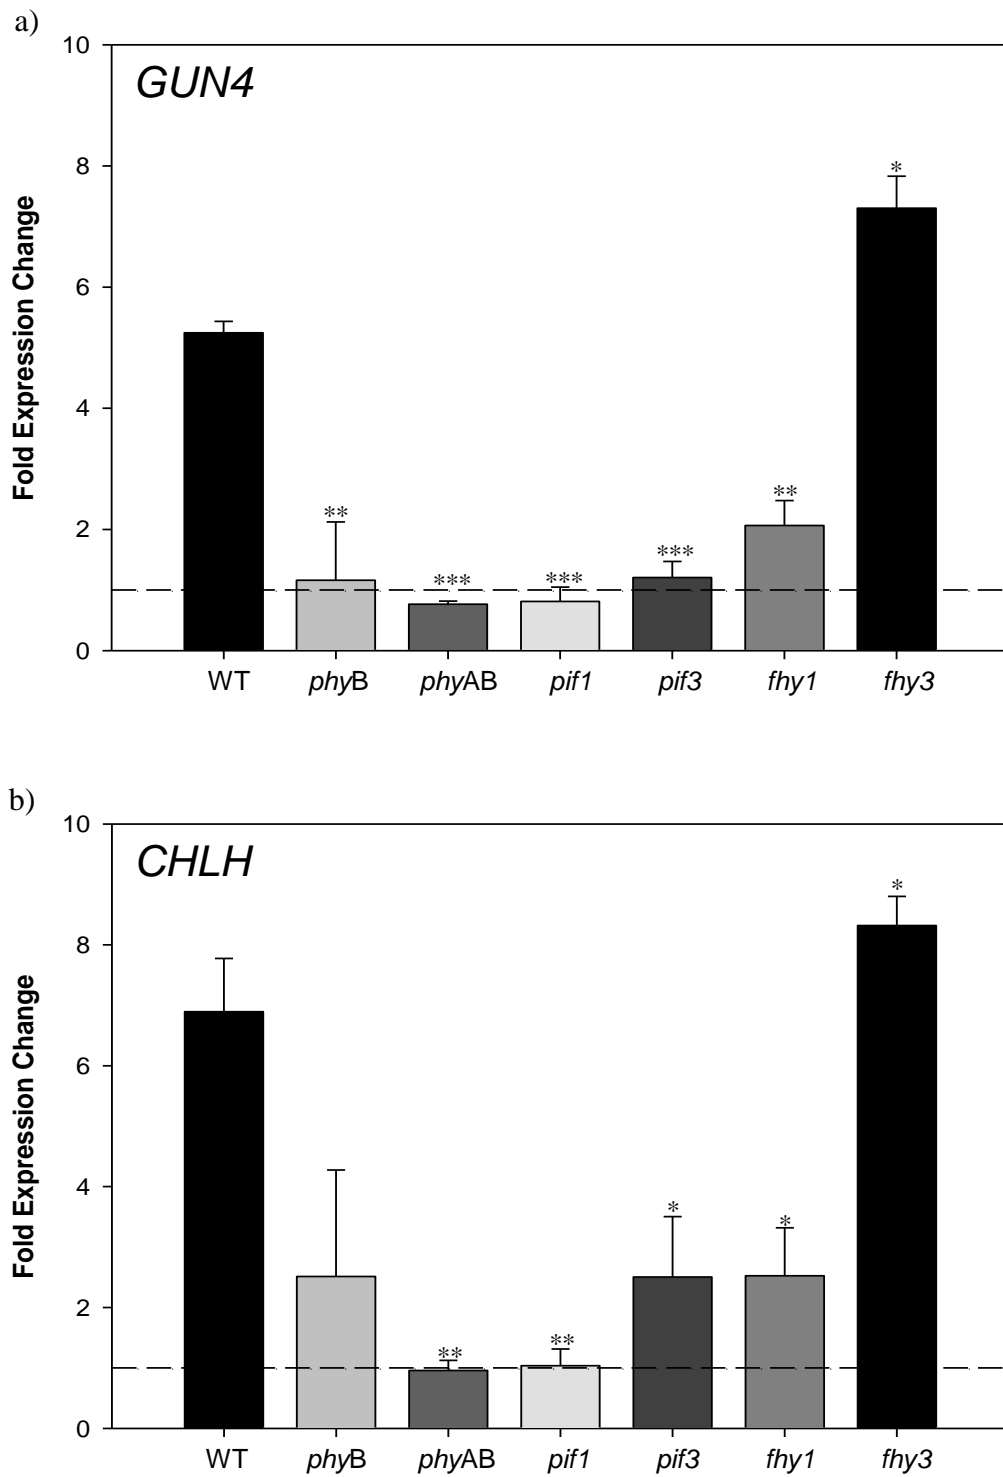 a)
10
GUN4
8
6
4
2
0
Fold Expression Change
*
**
***
***
***
**
WT phyB phyAB pif1 pif3 fhy1 fhy3
b)
10
CHLH
8
6
4
2
0
Fold Expression Change
*
*
*
**
**
WT phyB phyAB pif1 pif3 fhy1 fhy3